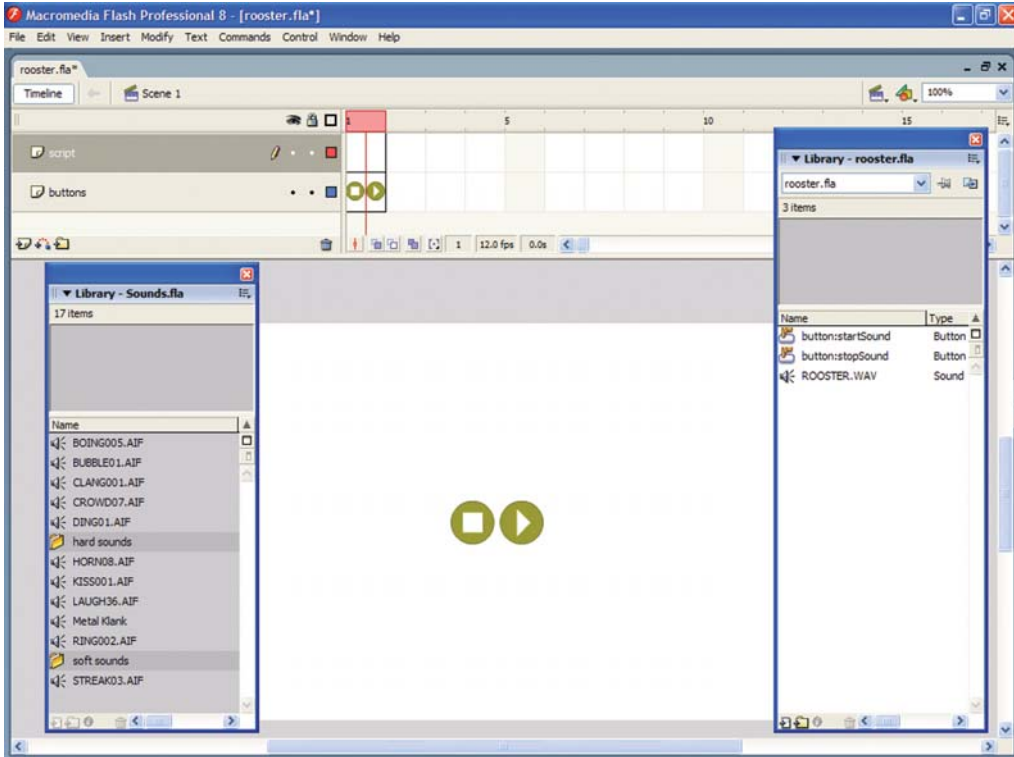 Macromedia Flash Professional 8 - [rooster.fla*]
File Edit View Insert Modify Text Commands Control Window Help
rooster.fla*
Timeline Scene 1 100%
1 5 10 15
script
buttons
1 12.0 fps 0.0s
Library - rooster.fla
rooster.fla
3 items
Name Type
button:startSound Button
button:stopSound Button
ROOSTER.WAV Sound
Library - Sounds.fla
17 items
Name
BOING005.AIF
BUBBLE01.AIF
CLANG001.AIF
CROWD07.AIF
DING01.AIF
hard sounds
HORN08.AIF
KISS001.AIF
LAUGH36.AIF
Metal Klank
RING002.AIF
soft sounds
STREAK03.AIF